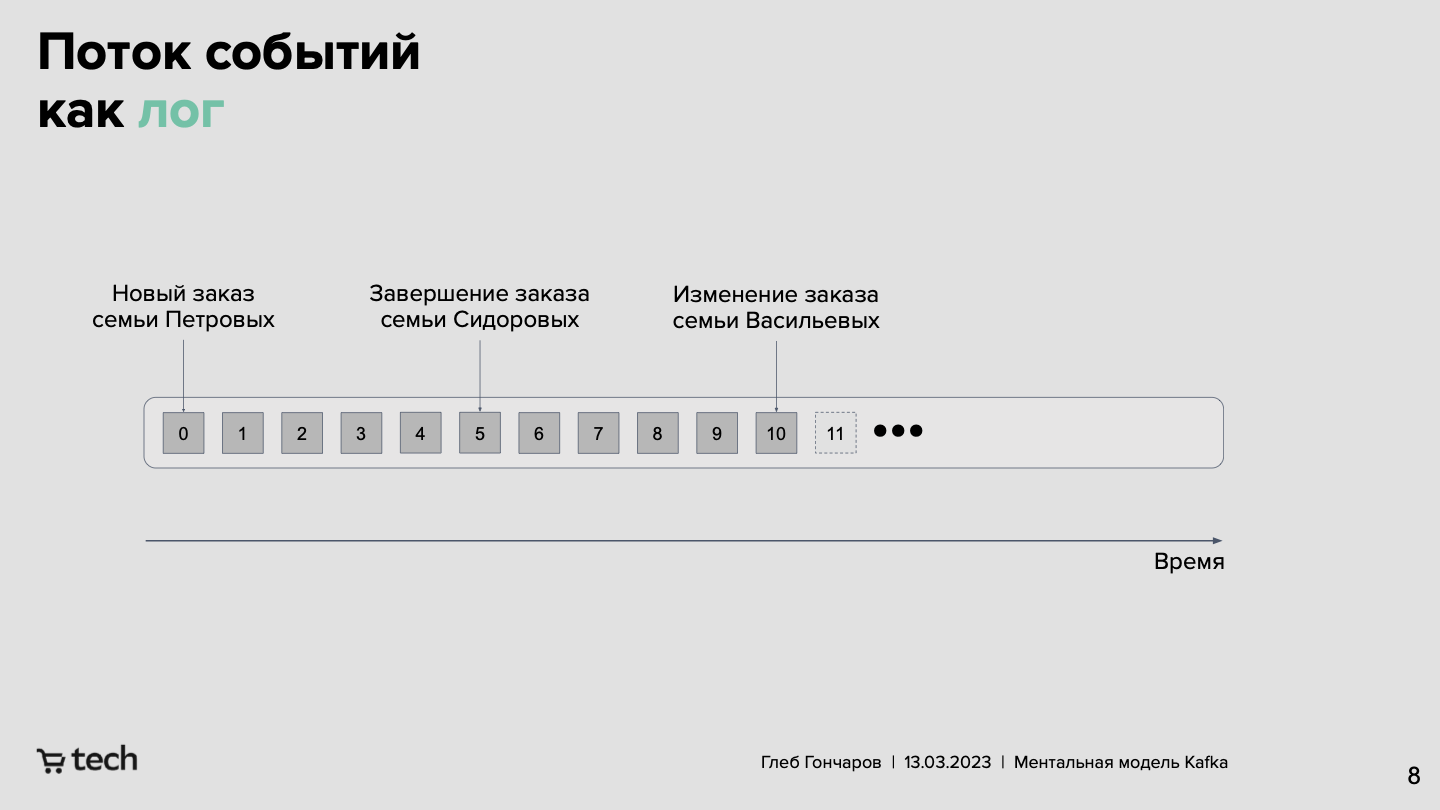 Поток событий
как лог
Новый заказ
семьи Петровых
Завершение заказа
семьи Сидоровых
Изменение заказа
семьи Васильевых
0 1 2 3 4 5 6 7 8 9 10 11
Время
tech
Глеб Гончаров | 13.03.2023 | Ментальная модель Kafka
8